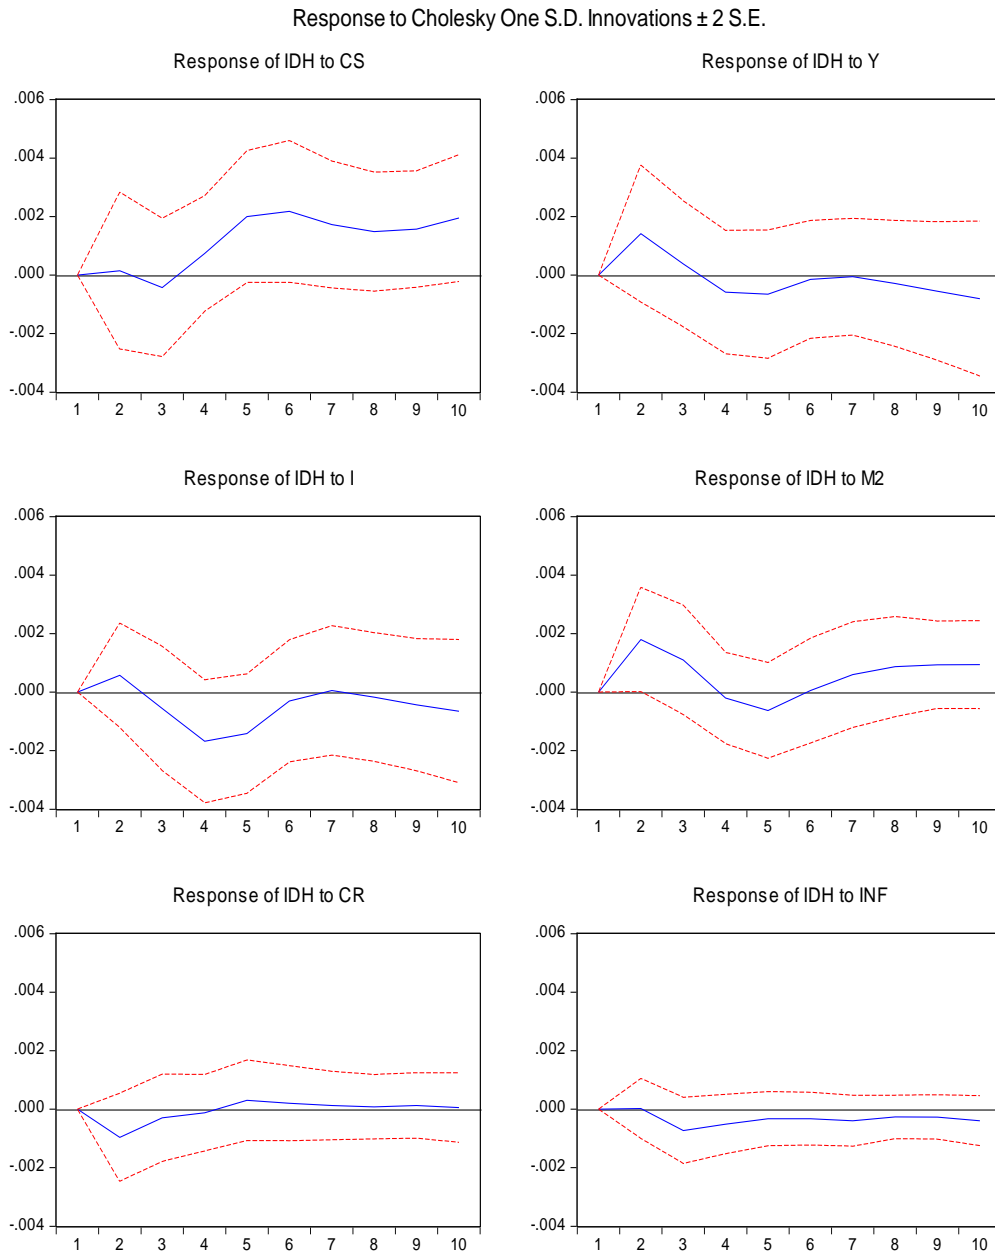 Response to Cholesky One S.D. Innovations ± 2 S.E.
Response of IDH to CS
.006
.004
.002
.000
-.002
-.004
1 2 3 4 5 6 7 8 9 10
Response of IDH to Y
.006
.004
.002
.000
-.002
-.004
1 2 3 4 5 6 7 8 9 10
Response of IDH to I
.006
.004
.002
.000
-.002
-.004
1 2 3 4 5 6 7 8 9 10
Response of IDH to M2
.006
.004
.002
.000
-.002
-.004
1 2 3 4 5 6 7 8 9 10
Response of IDH to CR
.006
.004
.002
.000
-.002
-.004
1 2 3 4 5 6 7 8 9 10
Response of IDH to INF
.006
.004
.002
.000
-.002
-.004
1 2 3 4 5 6 7 8 9 10